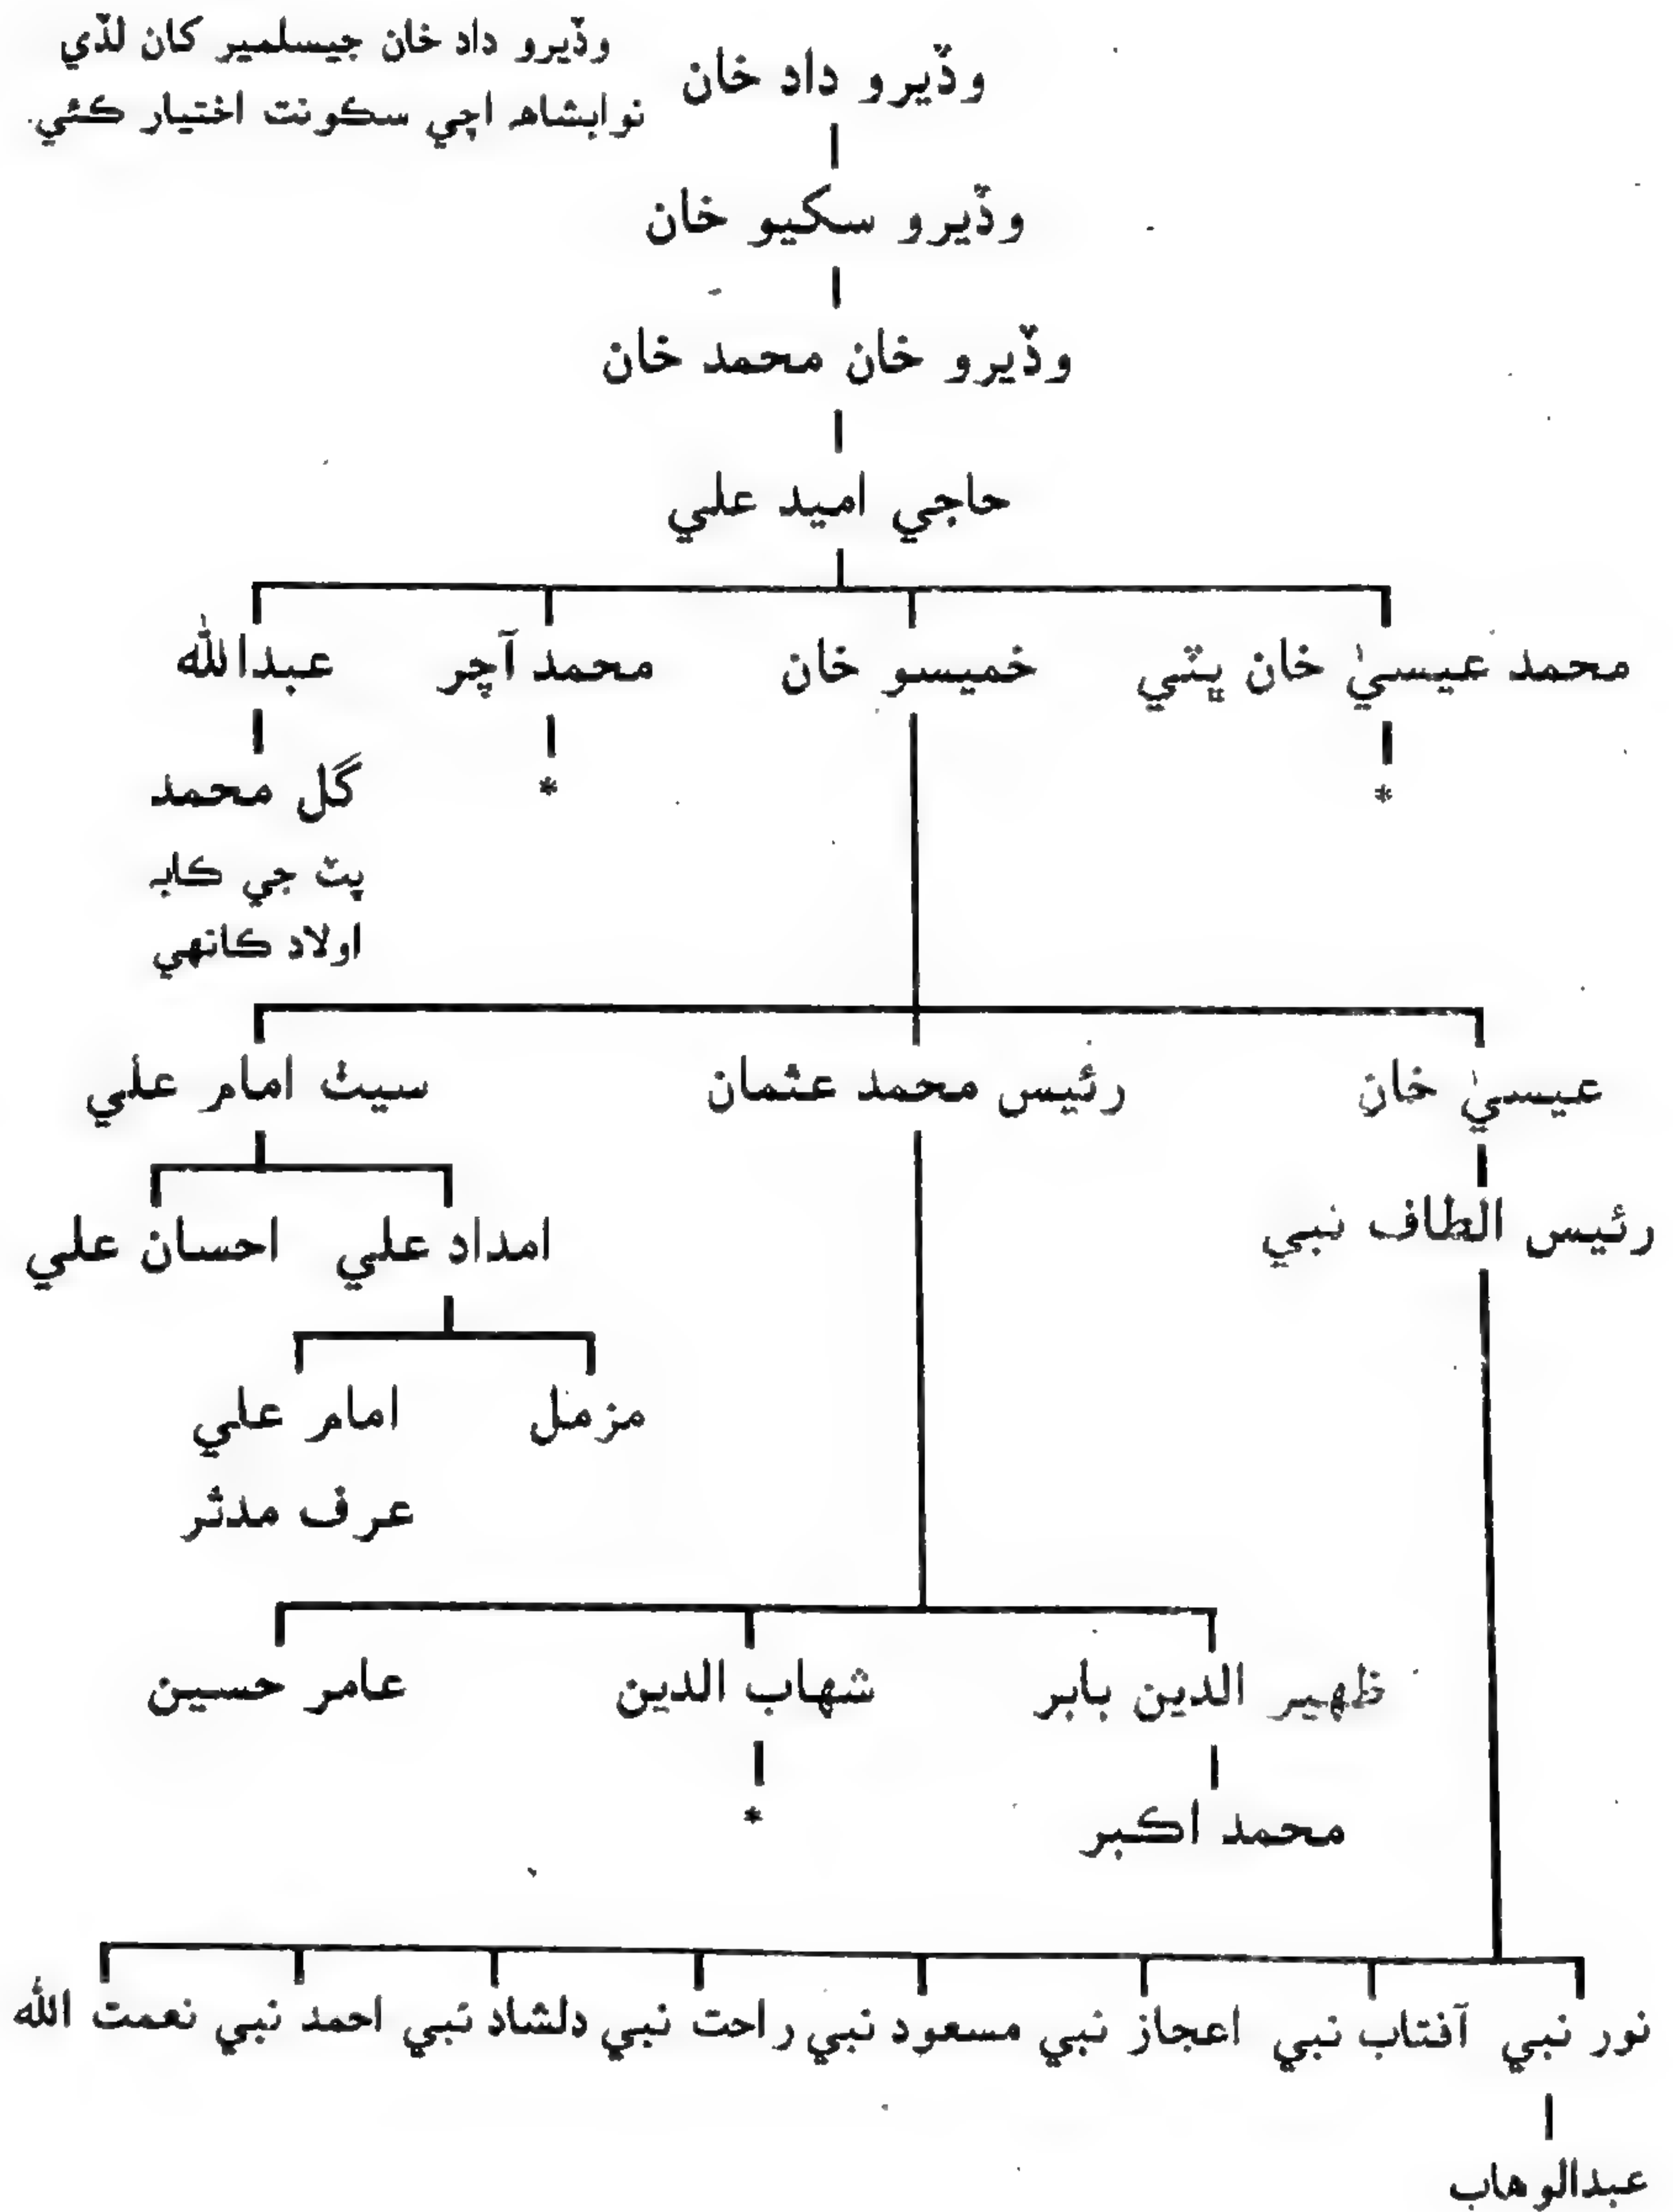 وڏيرو داد خان جيسلمير کان لڏي
نوابشاهه اچي سڪونت اختيار ڪئي.
وڏيرو داد خان
وڏيرو سکيو خان
وڏيرو خان محمد خان
حاجي اميد علي
محمد عيسيٰ خان ڀٽي
خميسو خان
محمد آچر
عبدالله
*
*
گل محمد
پٽ جي ڪابه
اولاد ڪانهي
عيسيٰ خان
رئيس محمد عثمان
سيٺ امام علي
رئيس الطاف نبي
امداد علي
احسان علي
مزمل
امام علي
عرف مدثر
ظهير الدين بابر
شهاب الدين
عامر حسين
*
محمد اڪبر
نور نبي
آفتاب نبي
اعجاز نبي
مسعود نبي
راحت نبي
دلشاد نبي
احمد نبي
نعمت الله
عبدالوهاب